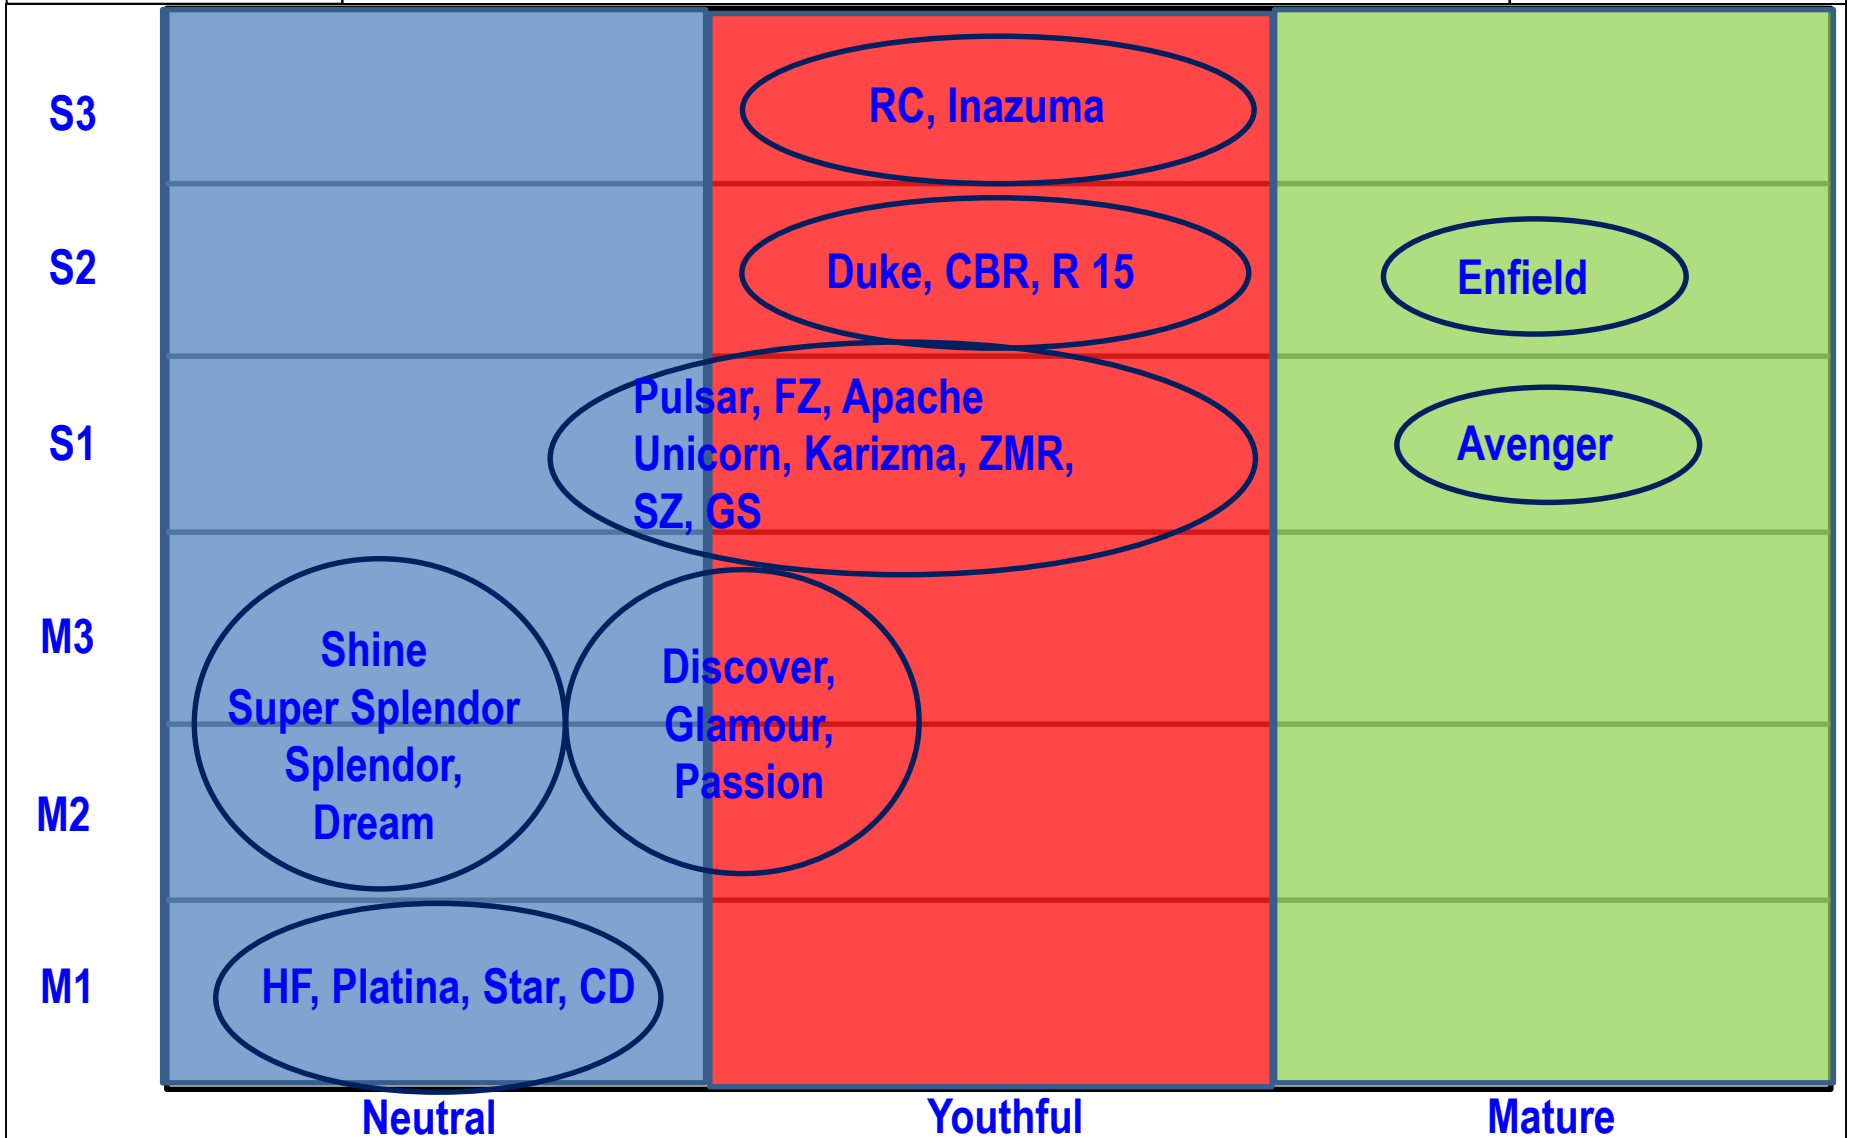 S3
RC, Inazuma
S2
Duke, CBR, R 15
Enfield
S1
Pulsar, FZ, Apache
Unicorn, Karizma, ZMR,
SZ, GS
Avenger
M3
Shine
Super Splendor
Splendor,
Dream
Discover,
Glamour,
Passion
M2
M1
HF, Platina, Star, CD
Neutral
Youthful
Mature